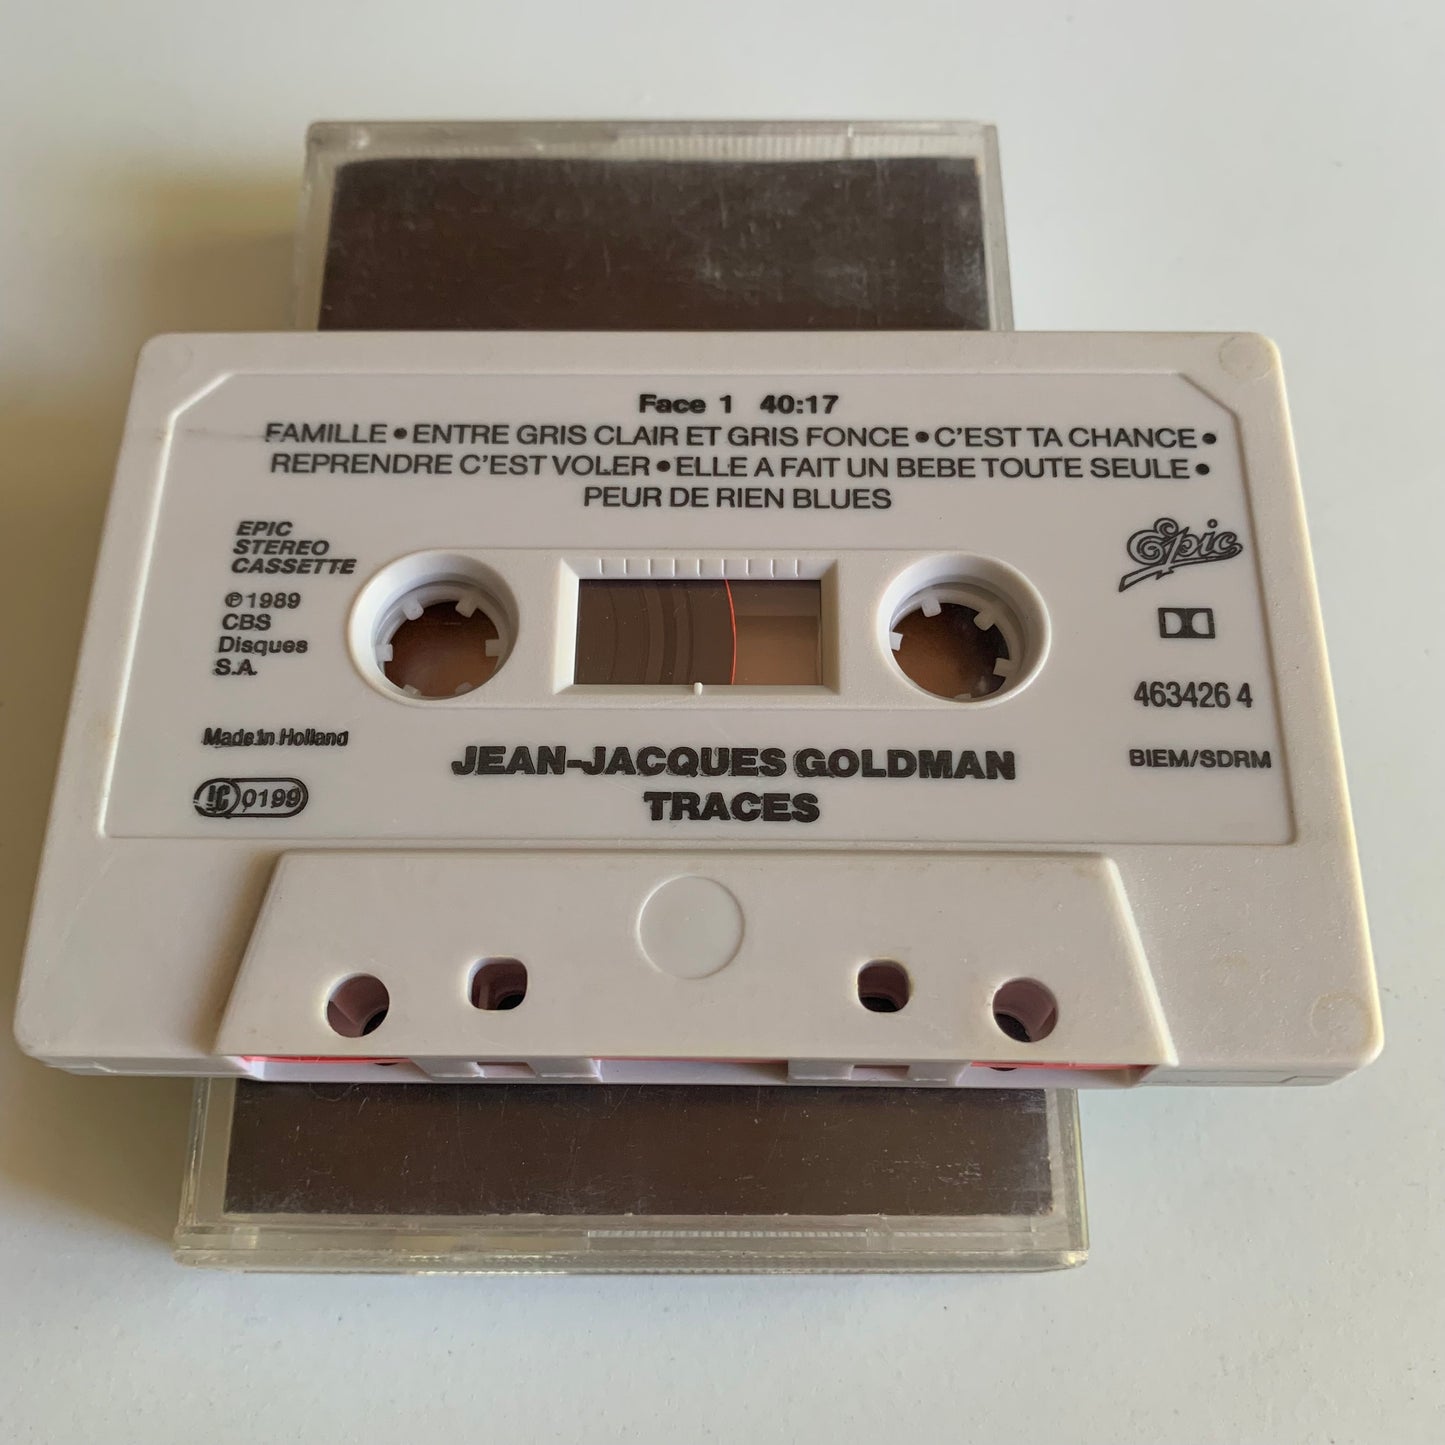 Face 1 40:17
FAMILLE • ENTRE GRIS CLAIR ET GRIS FONCE • C'EST TA CHANCE •
REPRENDRE C'EST VOLER • ELLE A FAIT UN BEBE TOUTE SEULE •
PEUR DE RIEN BLUES
EPIC
STEREO
CASSETTE
℗ 1989
CBS
Disques
S.A.
Made in Holland
0199
Epic
463426 4
BIEM/SDRM
JEAN-JACQUES GOLDMAN
TRACES